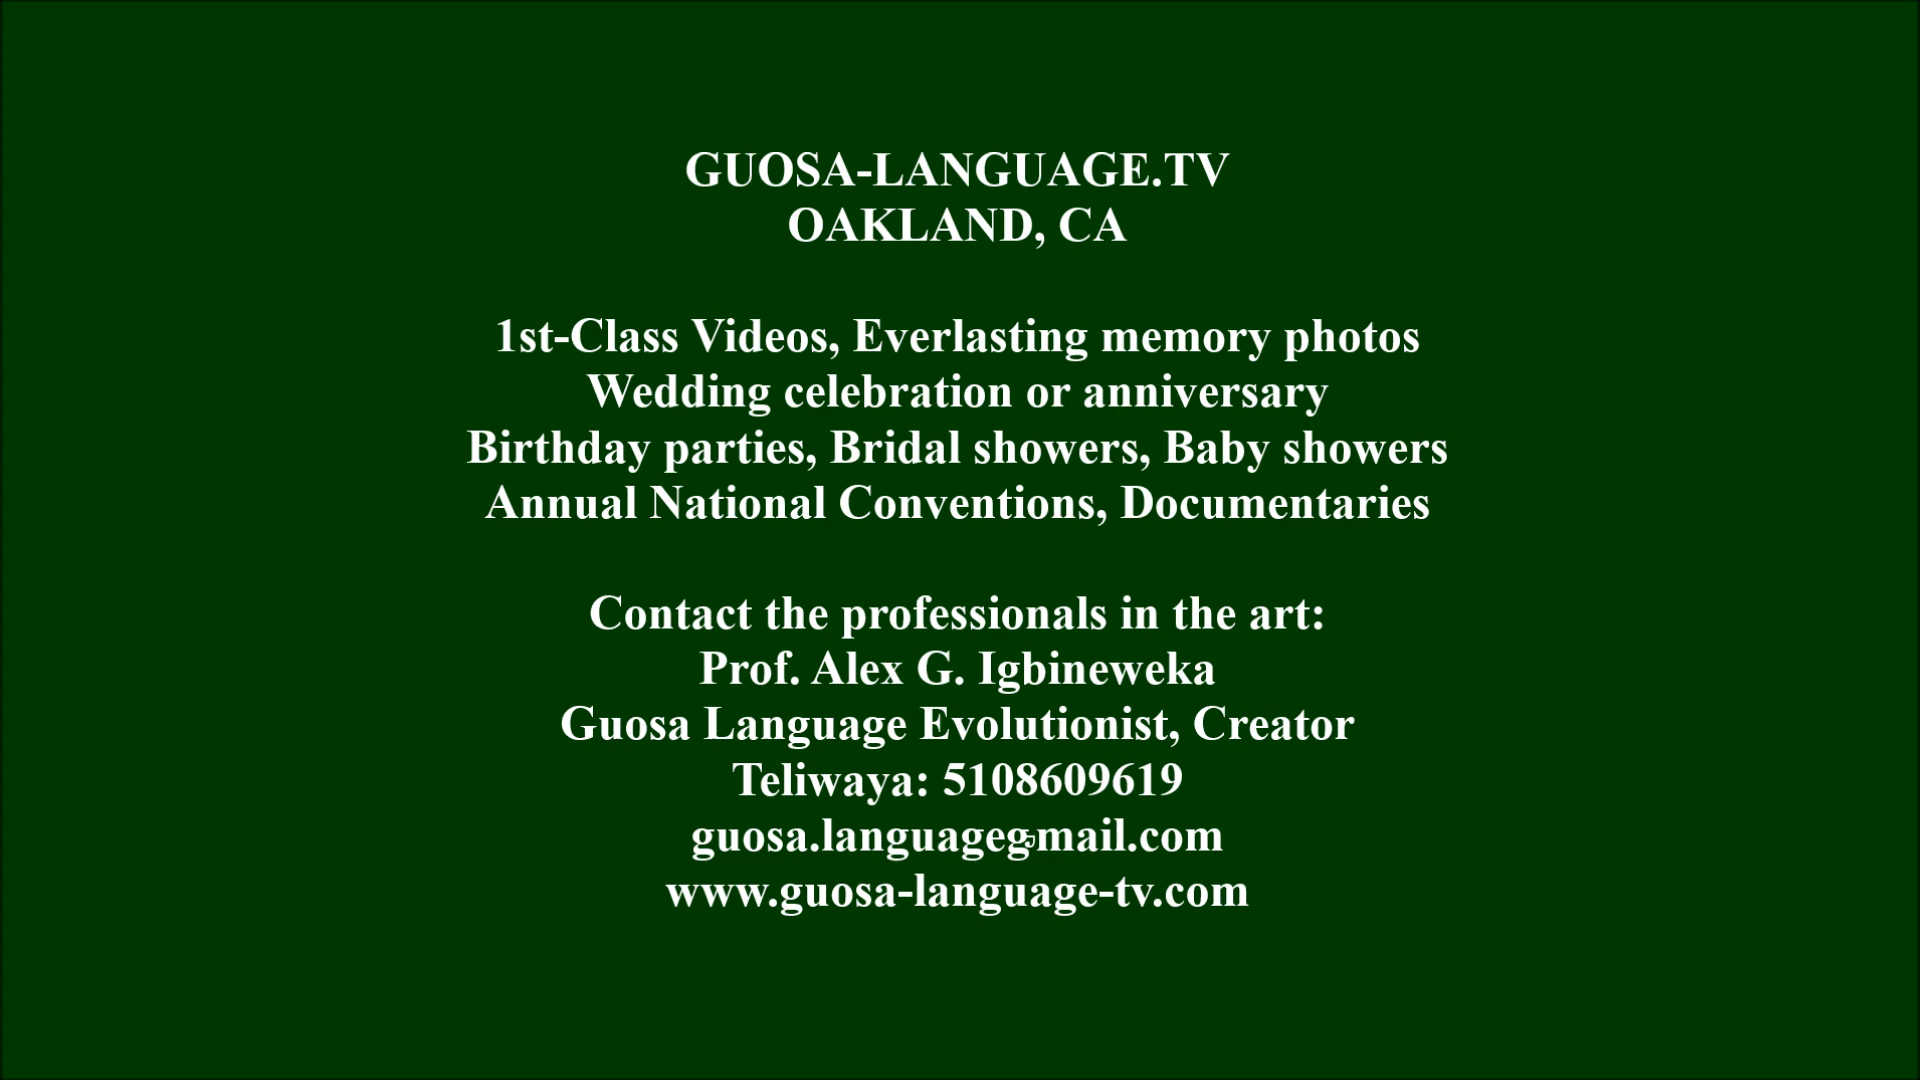 GUOSA-LANGUAGE.TV
OAKLAND, CA
1st-Class Videos, Everlasting memory photos
Wedding celebration or anniversary
Birthday parties, Bridal showers, Baby showers
Annual National Conventions, Documentaries
Contact the professionals in the art:
Prof. Alex G. Igbineweka
Guosa Language Evolutionist, Creator
Teliwaya: 5108609619
guosa.languagegmail.com
www.guosa-language-tv.com